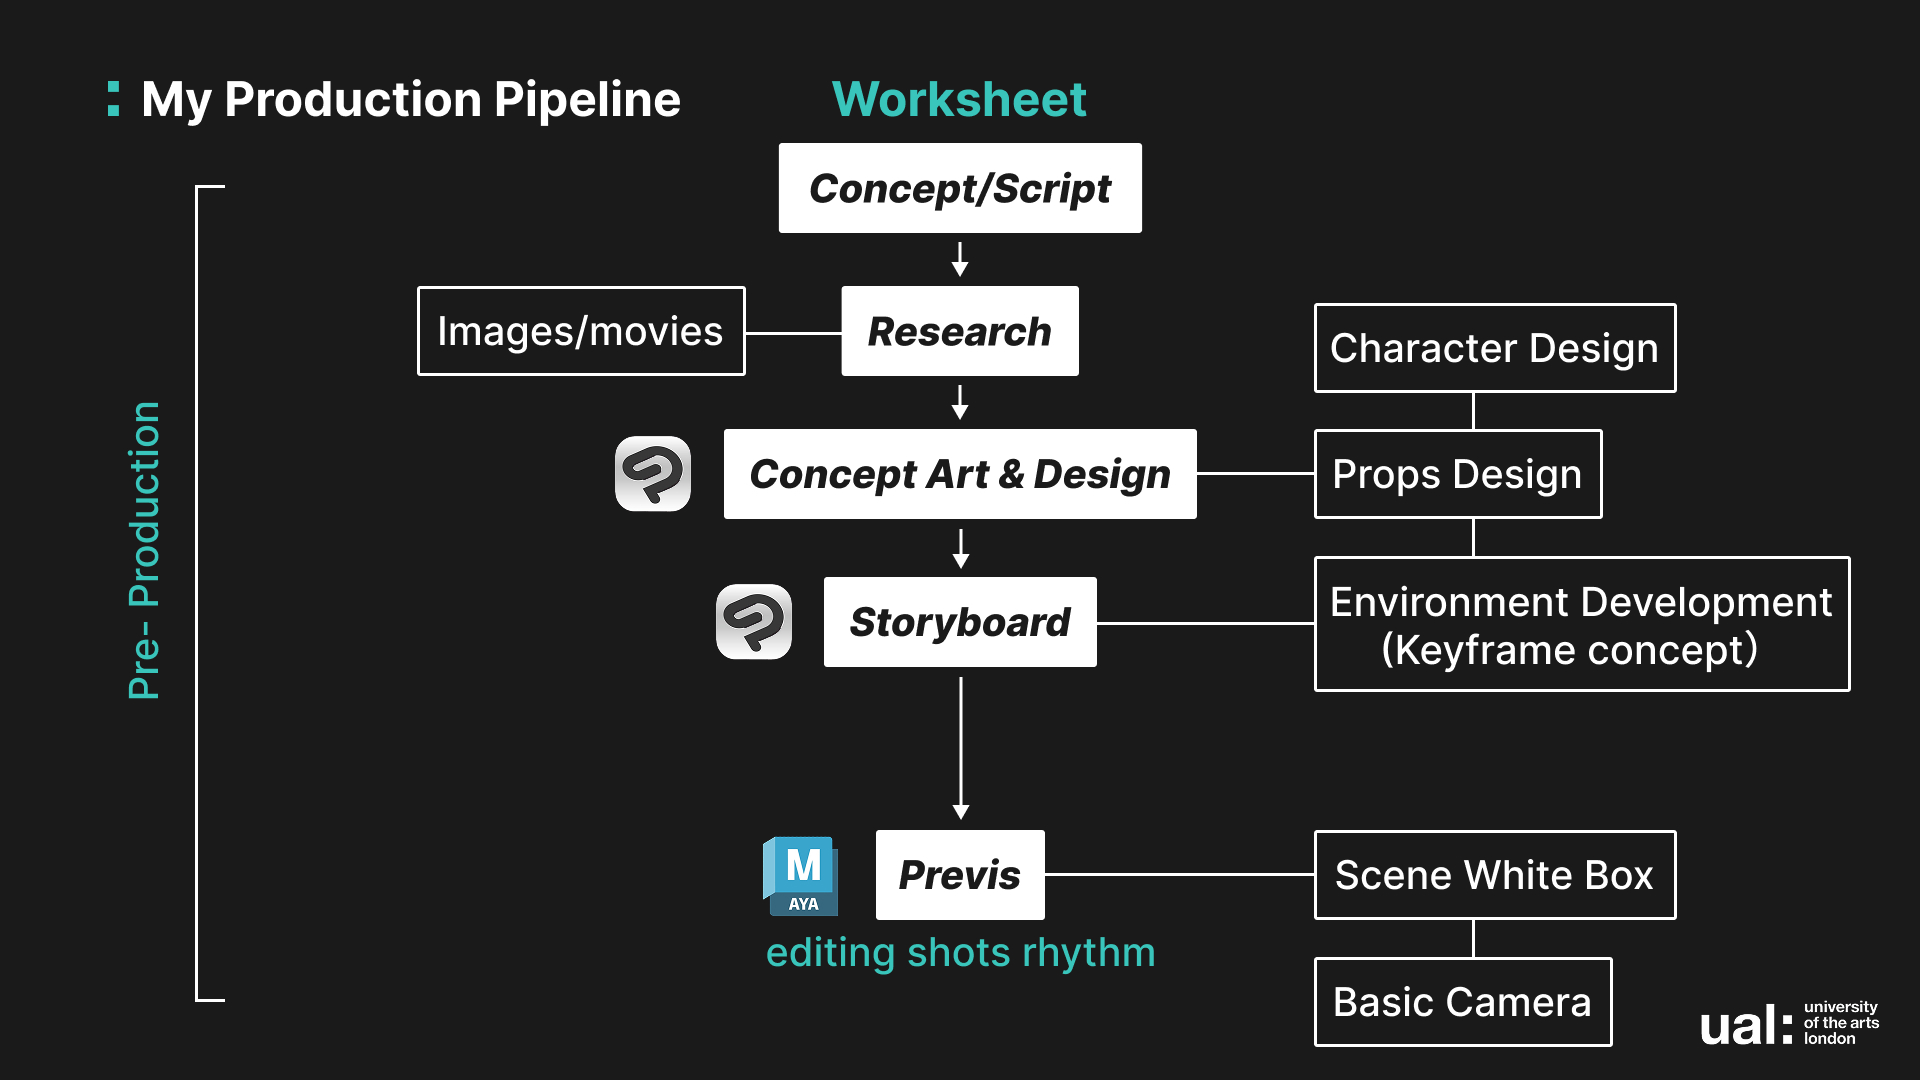 : My Production Pipeline
Worksheet
Concept/Script
Images/movies
Research
Character Design
Concept Art & Design
Props Design
Pre- Production
Storyboard
Environment Development
(Keyframe concept)
M
AYA
Previs
Scene White Box
editing shots rhythm
Basic Camera
ual:
university
of the arts
london